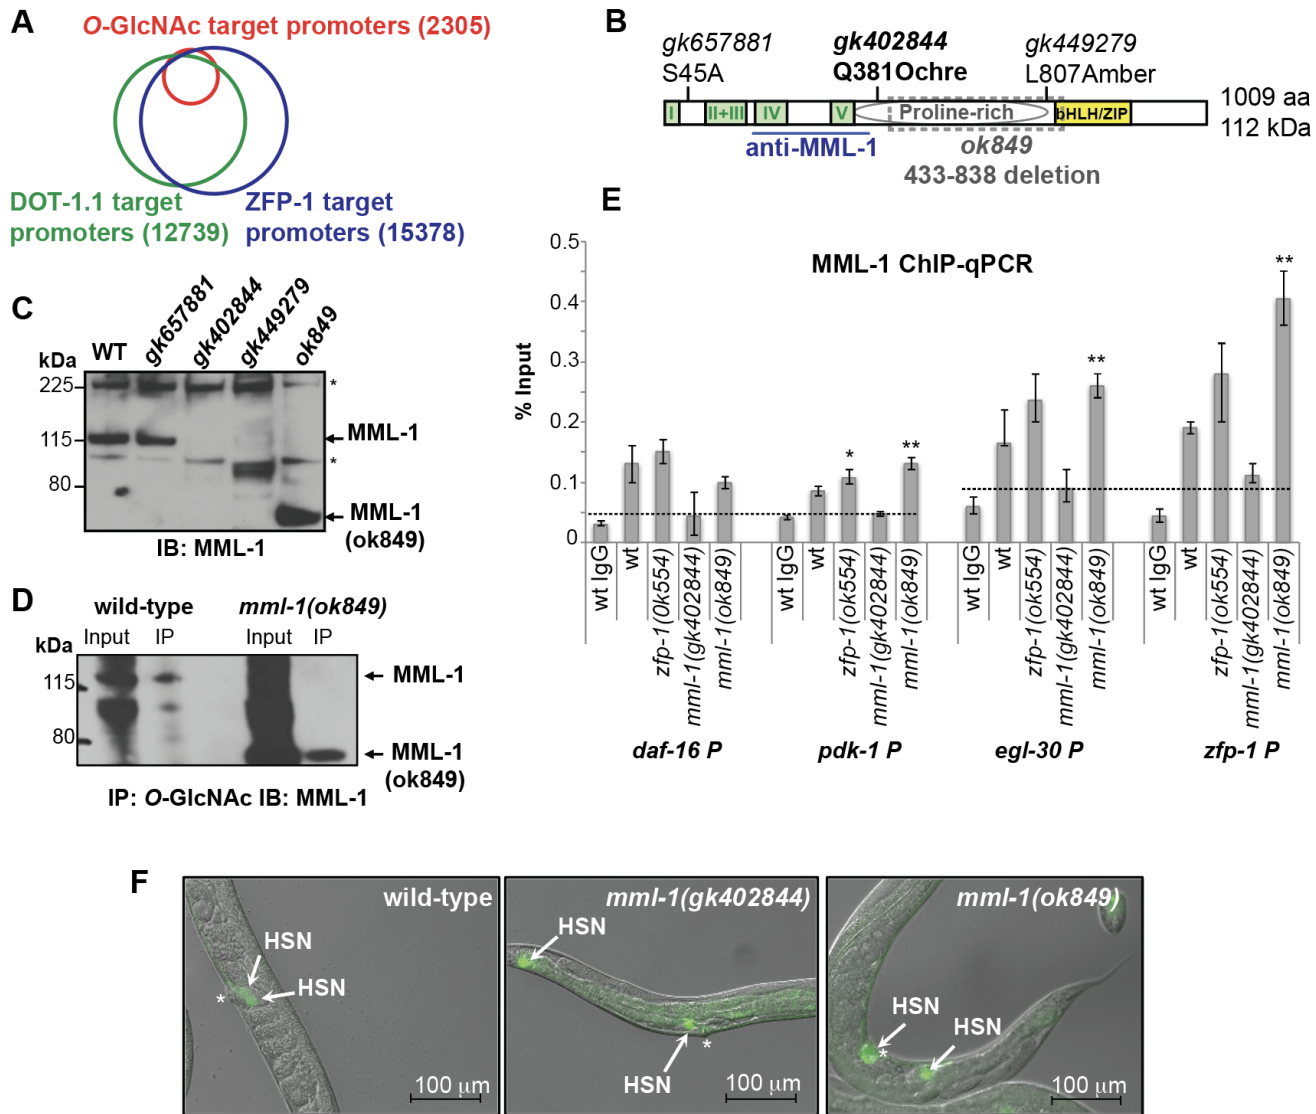 A
O-GlcNAc target promoters (2305)
DOT-1.1 target
promoters (12739)
ZFP-1 target
promoters (15378)
B
gk657881
S45A
gk402844
Q381Ochre
gk449279
L807Amber
I
II+III
IV
V
Proline-rich
bHLH/ZIP
1009 aa
112 kDa
anti-MML-1
ok849
433-838 deletion
C
kDa
WT
gk657881
gk402844
gk449279
ok849
225
115
80
*
MML-1
*
MML-1
(ok849)
IB: MML-1
D
wild-type
mml-1(ok849)
Input
IP
Input
IP
kDa
115
80
MML-1
MML-1
(ok849)
IP: O-GlcNAc IB: MML-1
E
MML-1 ChIP-qPCR
% Input
0.5
0.4
0.3
0.2
0.1
0
*
**
**
**
wt IgG
wt
zfp-1(0k554)
mml-1(gk402844)
mml-1(ok849)
wt IgG
wt
zfp-1(ok554)
mml-1(gk402844)
mml-1(ok849)
wt IgG
wt
zfp-1(ok554)
mml-1(gk402844)
mml-1(ok849)
wt IgG
wt
zfp-1(ok554)
mml-1(gk402844)
mml-1(ok849)
daf-16 P
pdk-1 P
egl-30 P
zfp-1 P
F
wild-type
HSN
HSN
*
100 μm
mml-1(gk402844)
HSN
HSN
*
100 μm
mml-1(ok849)
HSN
HSN
*
100 μm